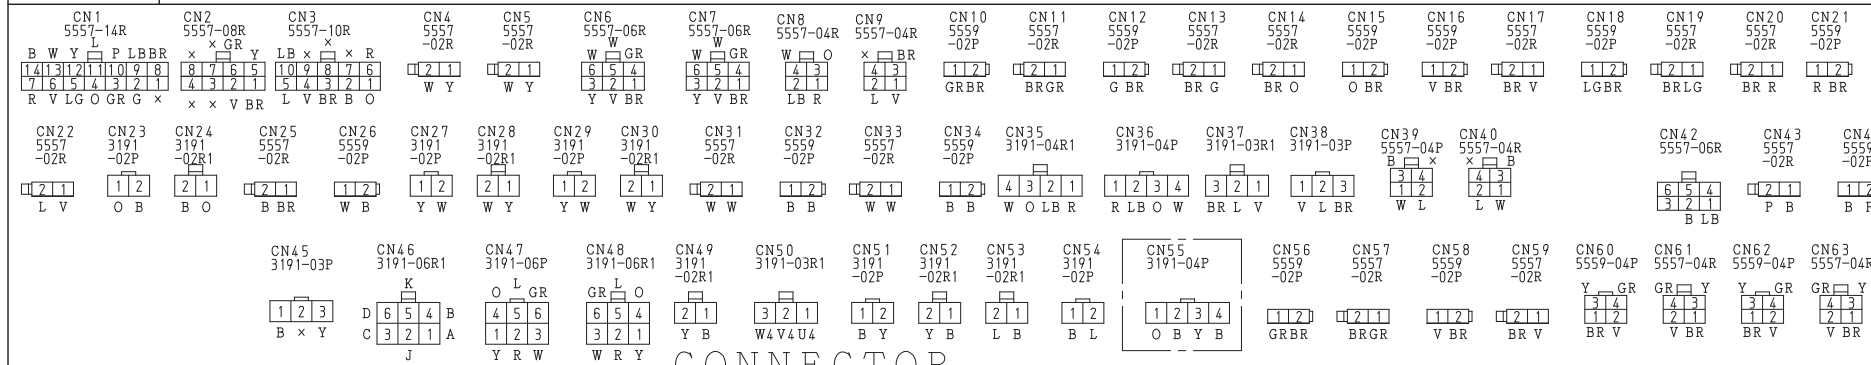 CN1 CN2 CN3 CN4 CN5 CN6 CN7 CN8 CN9 CN10 CN11 CN12 CN13 CN14 CN15 CN16 CN17 CN18 CN19 CN20 CN21
5557-14R 5557-08R 5557-10R 5557 5557 5557-06R 5557-06R 5557-04R 5557-04R 5559 5557 5559 5557 5557 5559 5559 5557 5559 5557 5557 5559
-02R -02R -02P -02R -02P -02R -02R -02P -02P -02R -02P -02R -02R -02P
L × GR × W W
B W Y P LB BR × Y LB × × R W GR W GR W O × BR
14 13 12 11 10 9 8 8 7 6 5 10 9 8 7 6 2 1 2 1 6 5 4 6 5 4 4 3 4 3 1 2 2 1 1 2 2 1 2 1 1 2 1 2 2 1 1 2 2 1 2 1 1 2
7 6 5 4 3 2 1 4 3 2 1 5 4 3 2 1 3 2 1 3 2 1 2 1 2 1
R V LG O GR G × × × V BR L V BR B O W Y W Y Y V BR Y V BR LB R L V GR BR BR GR G BR BR G BR O O BR V BR BR V LG BR BR LG BR R R BR
CN22 CN23 CN24 CN25 CN26 CN27 CN28 CN29 CN30 CN31 CN32 CN33 CN34 CN35 CN36 CN37 CN38 CN39 CN40 CN42 CN43
5557 3191 3191 5557 5559 3191 3191 3191 3191 5557 5559 5557 5559 3191-04R1 3191-04P 3191-03R1 3191-03P 5557-04P 5557-04R 5557-06R 5557
-02R -02P -02R1 -02R -02P -02P -02R1 -02P -02R1 -02R -02P -02R -02P -02R
B × × B
2 1 1 2 2 1 2 1 1 2 1 2 2 1 1 2 2 1 2 1 1 2 2 1 1 2 4 3 2 1 1 2 3 4 3 2 1 1 2 3 3 4 4 3 6 5 4 2 1
1 2 2 1 3 2 1
L V O B B O B BR W B Y W W Y Y W W Y W W B B W W B B W O LB R R LB O W BR L V V L BR W L L W B LB P B
CN45 CN46 CN47 CN48 CN49 CN50 CN51 CN52 CN53 CN54 CN55 CN56 CN57 CN58 CN59 CN60 CN61 CN62 CN63
3191-03P 3191-06R1 3191-06P 3191-06R1 3191 3191-03R1 3191 3191 3191 3191 3191-04P 5559 5557 5559 5557 5559-04P 5557-04R 5559-04P 5557-04R
-02R1 -02P -02R1 -02R1 -02P -02P -02R -02P -02R
K L L
O GR GR O Y GR GR Y Y GR GR Y
1 2 3 D 6 5 4 B 4 5 6 6 5 4 2 1 3 2 1 1 2 2 1 2 1 1 2 1 2 3 4 1 2 2 1 1 2 2 1 3 4 4 3 3 4 4 3
C 3 2 1 A 1 2 3 3 2 1 1 2 2 1 1 2 2 1
B × Y J Y R W W R Y Y B W4 V4 U4 B Y Y B L B B L O B Y B GR BR BR GR V BR BR V BR V V BR BR V V BR
CONNECTOR